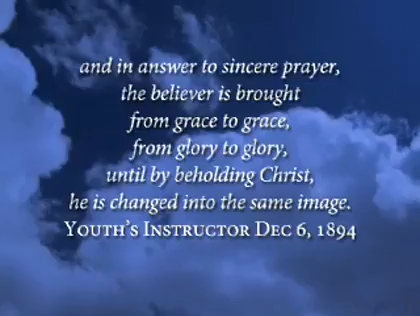 and in answer to sincere prayer,
the believer is brought
from grace to grace,
from glory to glory,
until by beholding Christ,
he is changed into the same image.
Youth's Instructor Dec 6, 1894